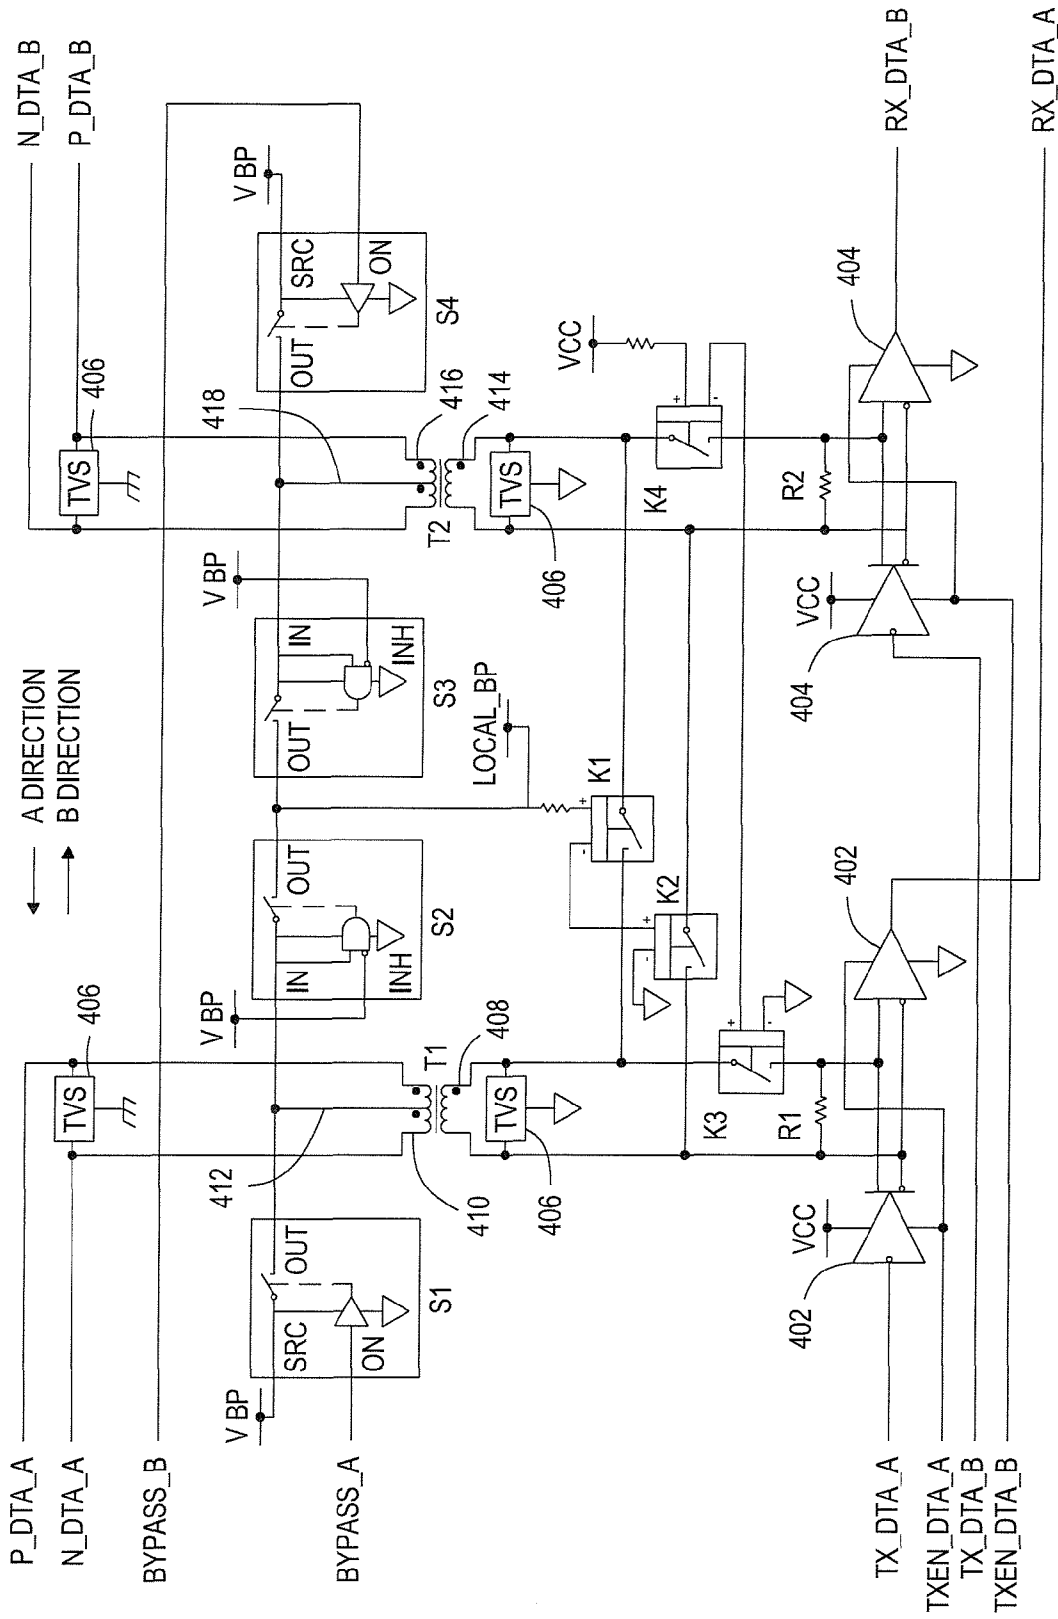 A DIRECTION
B DIRECTION
P_DTA_A
N_DTA_A
BYPASS_B
BYPASS_A
N_DTA_B
P_DTA_B
TVS
406
TVS
406
V BP
SRC
OUT
ON
S1
412
410
T1
408
TVS
406
V BP
IN
OUT
INH
S2
LOCAL_BP
V BP
OUT
IN
INH
S3
418
416
414
T2
TVS
406
V BP
OUT
SRC
ON
S4
+
-
K1
+
-
K2
+
-
K3
VCC
+
-
K4
R1
R2
VCC
402
402
VCC
404
404
TX_DTA_A
TXEN_DTA_A
TX_DTA_B
TXEN_DTA_B
RX_DTA_B
RX_DTA_A